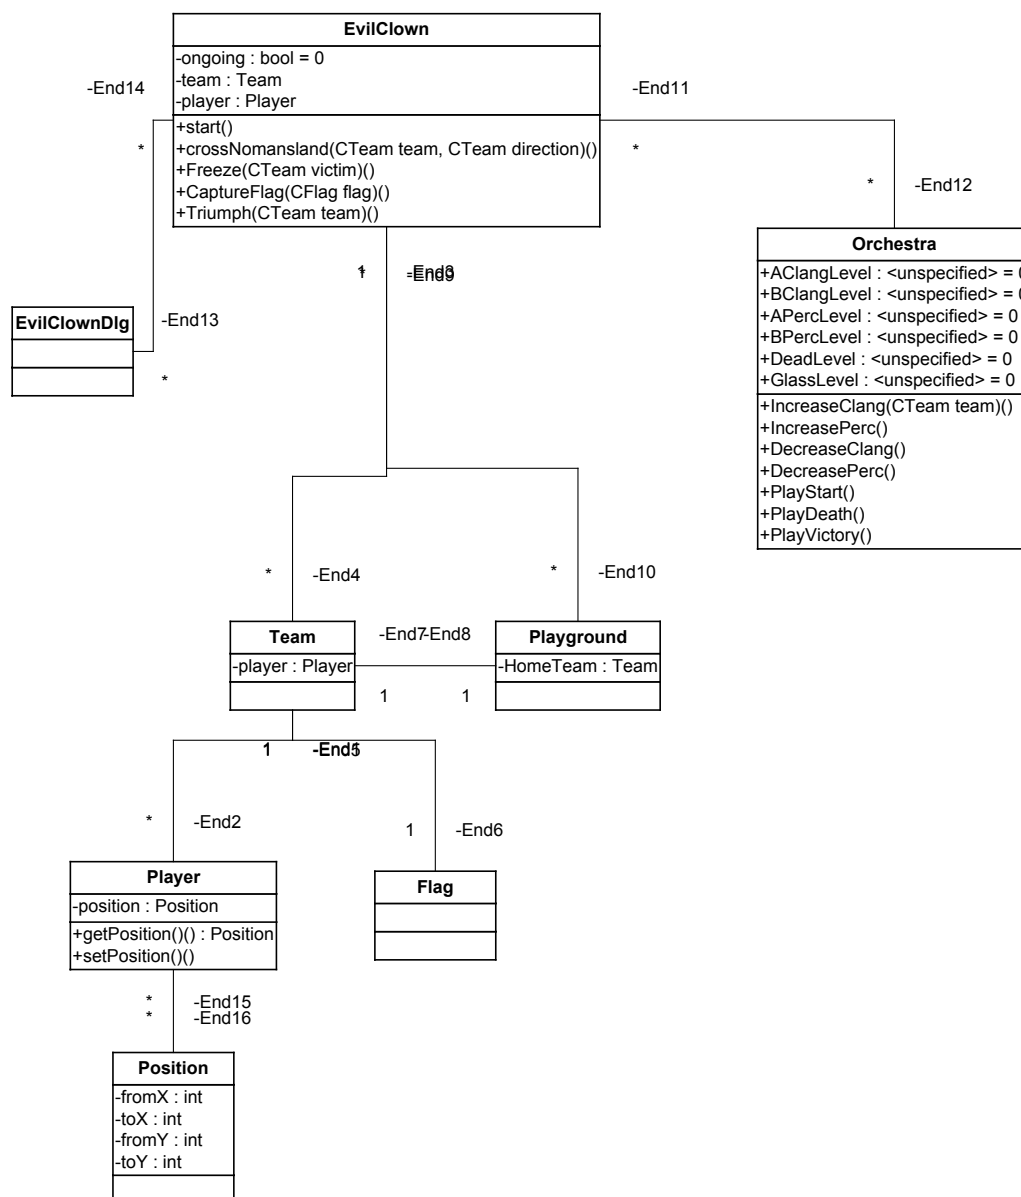 EvilClown
-ongoing : bool = 0
-team : Team
-player : Player
+start()
+crossNomansland(CTeam team, CTeam direction)()
+Freeze(CTeam victim)()
+CaptureFlag(CFlag flag)()
+Triumph(CTeam team)()
-End14
*
-End11
*
*
-End12
Orchestra
+AClangLevel : <unspecified> =
+BClangLevel : <unspecified> =
+APercLevel : <unspecified> = 0
+BPercLevel : <unspecified> = 0
+DeadLevel : <unspecified> = 0
+GlassLevel : <unspecified> = 0
+IncreaseClang(CTeam team)()
+IncreasePerc()
+DecreaseClang()
+DecreasePerc()
+PlayStart()
+PlayDeath()
+PlayVictory()
EvilClownDlg
-End13
*
*
-End4
*
-End10
Team
-player : Player
-End7
-End8
1
1
Playground
-HomeTeam : Team
1
*
-End2
1
-End6
Player
-position : Position
+getPosition()() : Position
+setPosition()()
Flag
*
-End15
*
-End16
Position
-fromX : int
-toX : int
-fromY : int
-toY : int